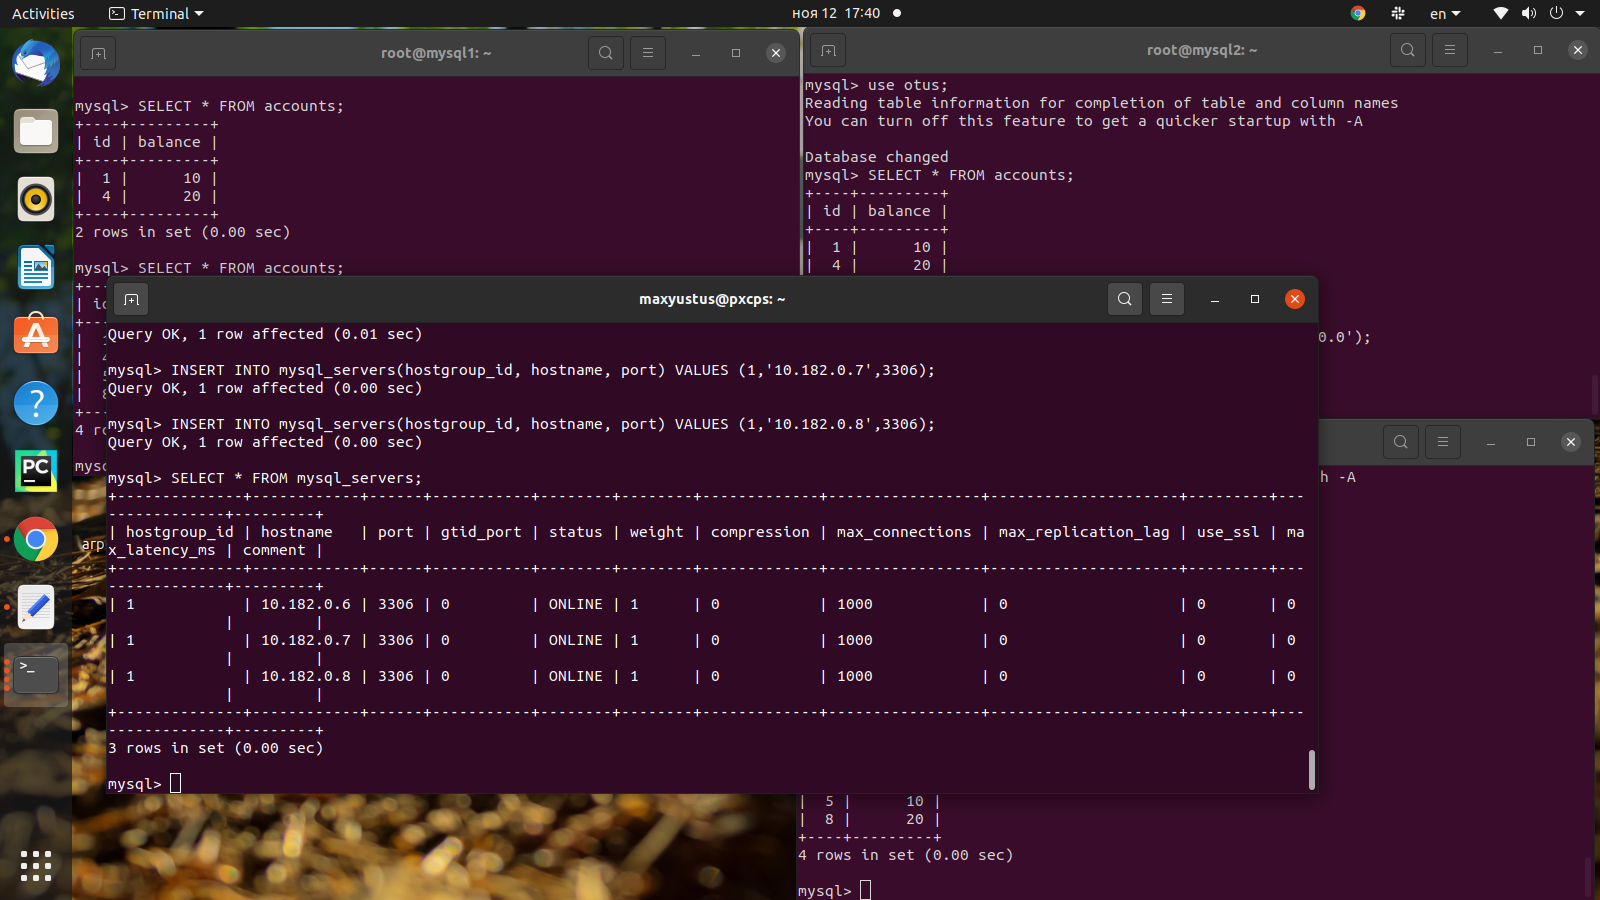 Activities
Terminal
ноя 12 17:40
en
root@mysql1: ~
mysql> SELECT * FROM accounts;
+----+---------+
| id | balance |
+----+---------+
| 1 | 10 |
| 4 | 20 |
+----+---------+
2 rows in set (0.00 sec)
mysql> SELECT * FROM accounts;
+---
| i
+---
|
| 4
|
| 8
+---
4 r
mys
root@mysql2: ~
mysql> use otus;
Reading table information for completion of table and column names
You can turn off this feature to get a quicker startup with -A
Database changed
mysql> SELECT * FROM accounts;
+----+---------+
| id | balance |
+----+---------+
| 1 | 10 |
| 4 | 20 |
0.0');
maxyustus@pxcps: ~
Query OK, 1 row affected (0.01 sec)
mysql> INSERT INTO mysql_servers(hostgroup_id, hostname, port) VALUES (1,'10.182.0.7',3306);
Query OK, 1 row affected (0.00 sec)
mysql> INSERT INTO mysql_servers(hostgroup_id, hostname, port) VALUES (1,'10.182.0.8',3306);
Query OK, 1 row affected (0.00 sec)
mysql> SELECT * FROM mysql_servers;
+--------------+------------+------+-----------+--------+--------+-------------+-----------------+---------------------+---------+---
-------------+---------+
| hostgroup_id | hostname | port | gtid_port | status | weight | compression | max_connections | max_replication_lag | use_ssl | ma
x_latency_ms | comment |
+--------------+------------+------+-----------+--------+--------+-------------+-----------------+---------------------+---------+---
-------------+---------+
| 1 | 10.182.0.6 | 3306 | 0 | ONLINE | 1 | 0 | 1000 | 0 | 0 | 0
| |
| 1 | 10.182.0.7 | 3306 | 0 | ONLINE | 1 | 0 | 1000 | 0 | 0 | 0
| |
| 1 | 10.182.0.8 | 3306 | 0 | ONLINE | 1 | 0 | 1000 | 0 | 0 | 0
| |
+--------------+------------+------+-----------+--------+--------+-------------+-----------------+---------------------+---------+---
-------------+---------+
3 rows in set (0.00 sec)
mysql>
h -A
| 5 | 10 |
| 8 | 20 |
+----+---------+
4 rows in set (0.00 sec)
mysql>
PC
arp